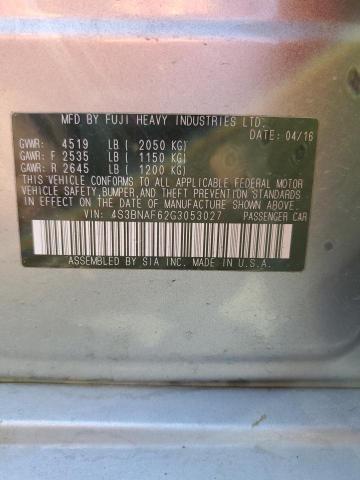 MFD BY FUJI HEAVY INDUSTRIES LTD.
DATE: 04/16
GVWR: 4519 LB ( 2050 KG)
GAWR: F 2535 LB ( 1150 KG)
GAWR: R 2645 LB ( 1200 KG)
THIS VEHICLE CONFORMS TO ALL APPLICABLE FEDERAL MOTOR
VEHICLE SAFETY,BUMPER,AND THEFT PREVENTION STANDARDS
IN EFFECT ON THE DATE OF MANUFACTURE SHOWN ABOVE.
VIN: 4S3BNAF62G3053027 PASSENGER CAR
ASSEMBLED BY SIA INC. MADE IN U.S.A.